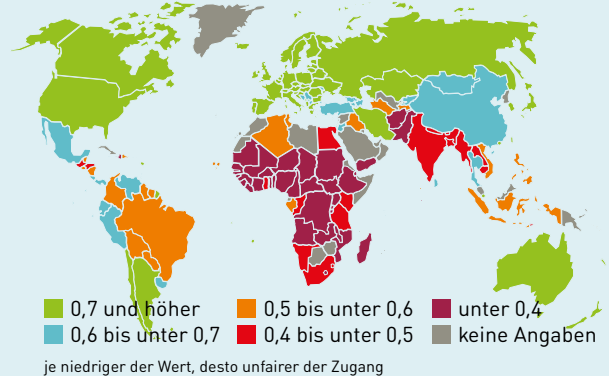 0,7 und höher 0,5 bis unter 0,6 unter 0,4
0,6 bis unter 0,7 0,4 bis unter 0,5 keine Angaben
je niedriger der Wert, desto unfairer der Zugang